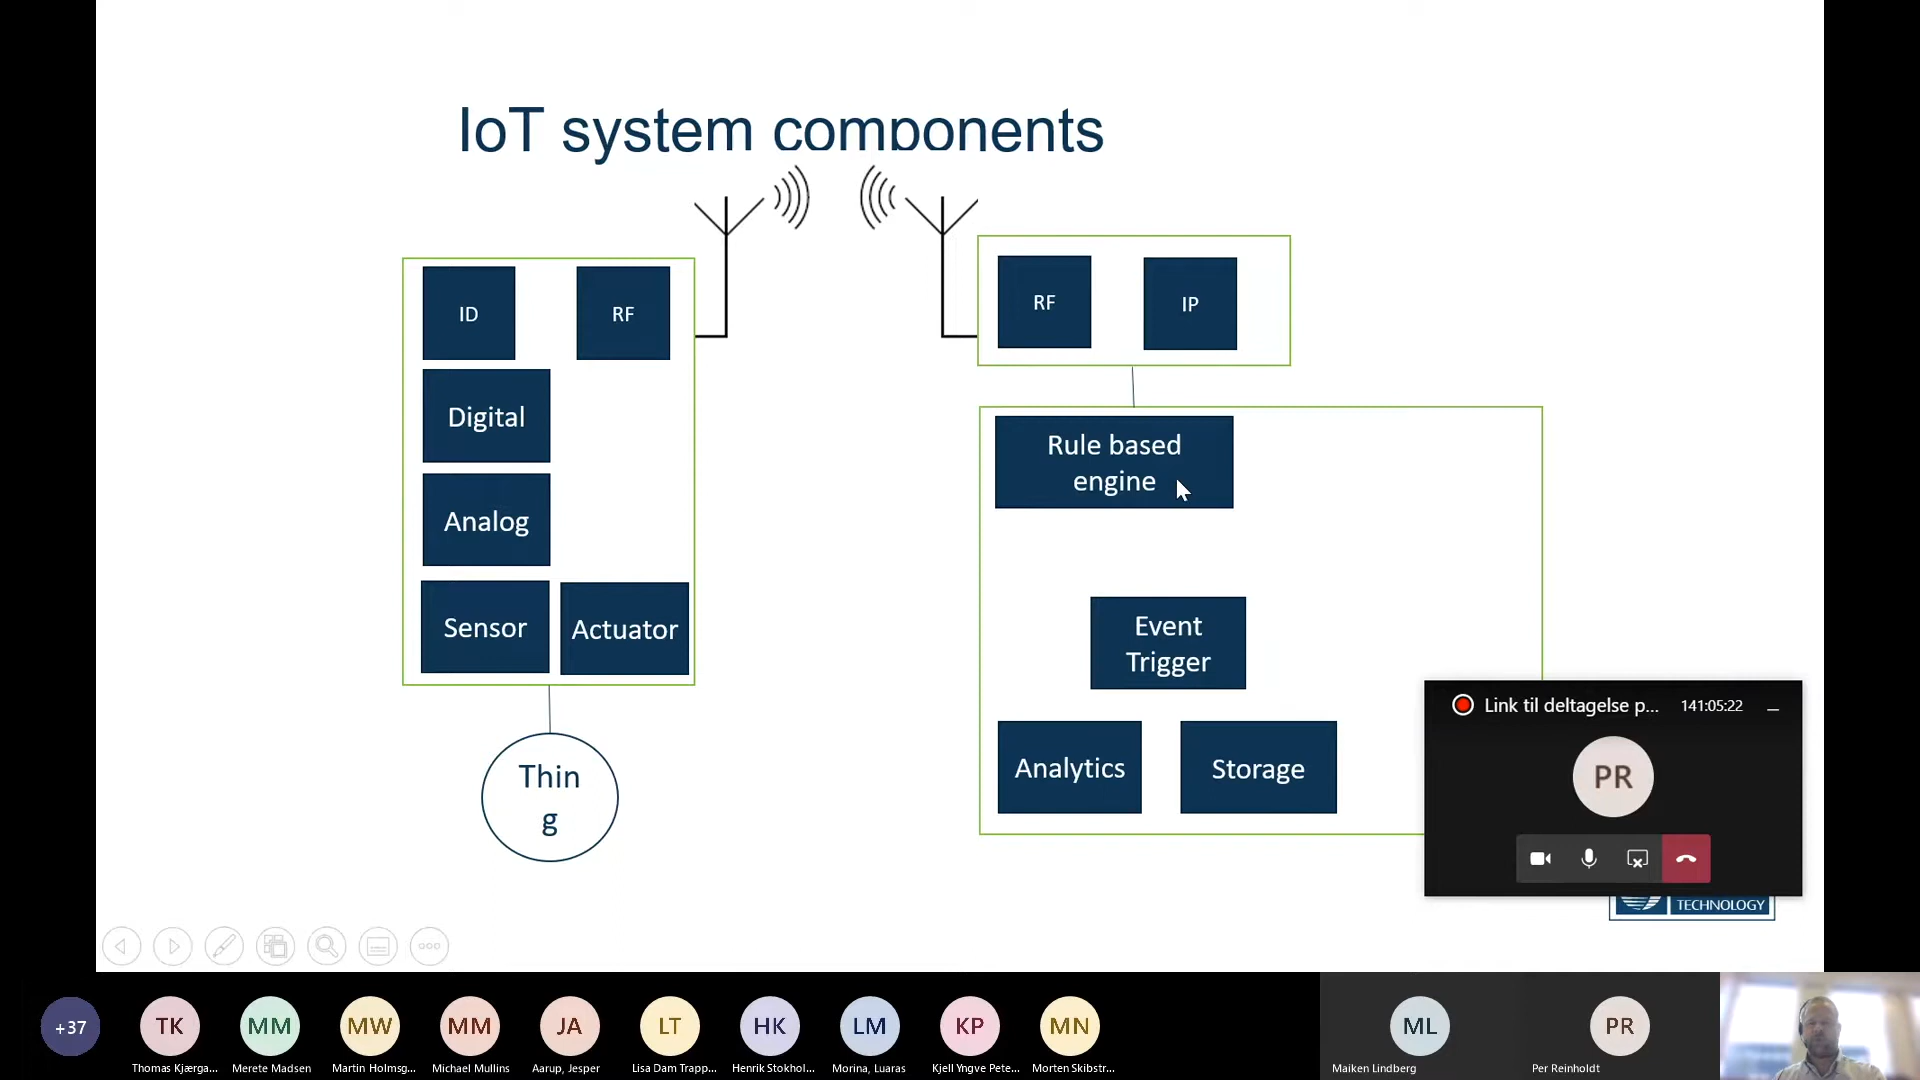 IoT system components
ID
RF
Digital
Analog
Sensor
Actuator
Thin
g
RF
IP
Rule based
engine
Event
Trigger
Analytics
Storage
Link til deltagelse p...
141:05:22
PR
TECHNOLOGY
+37
TK
MM
MW
MM
JA
LT
HK
LM
KP
MN
ML
PR
Thomas Kjærga...
Merete Madsen
Martin Holmsg...
Michael Mullins
Aarup, Jesper
Lisa Dam Trapp...
Henrik Stokhol...
Morina, Luaras
Kjell Yngve Pete...
Morten Skibstr...
Maiken Lindberg
Per Reinholdt